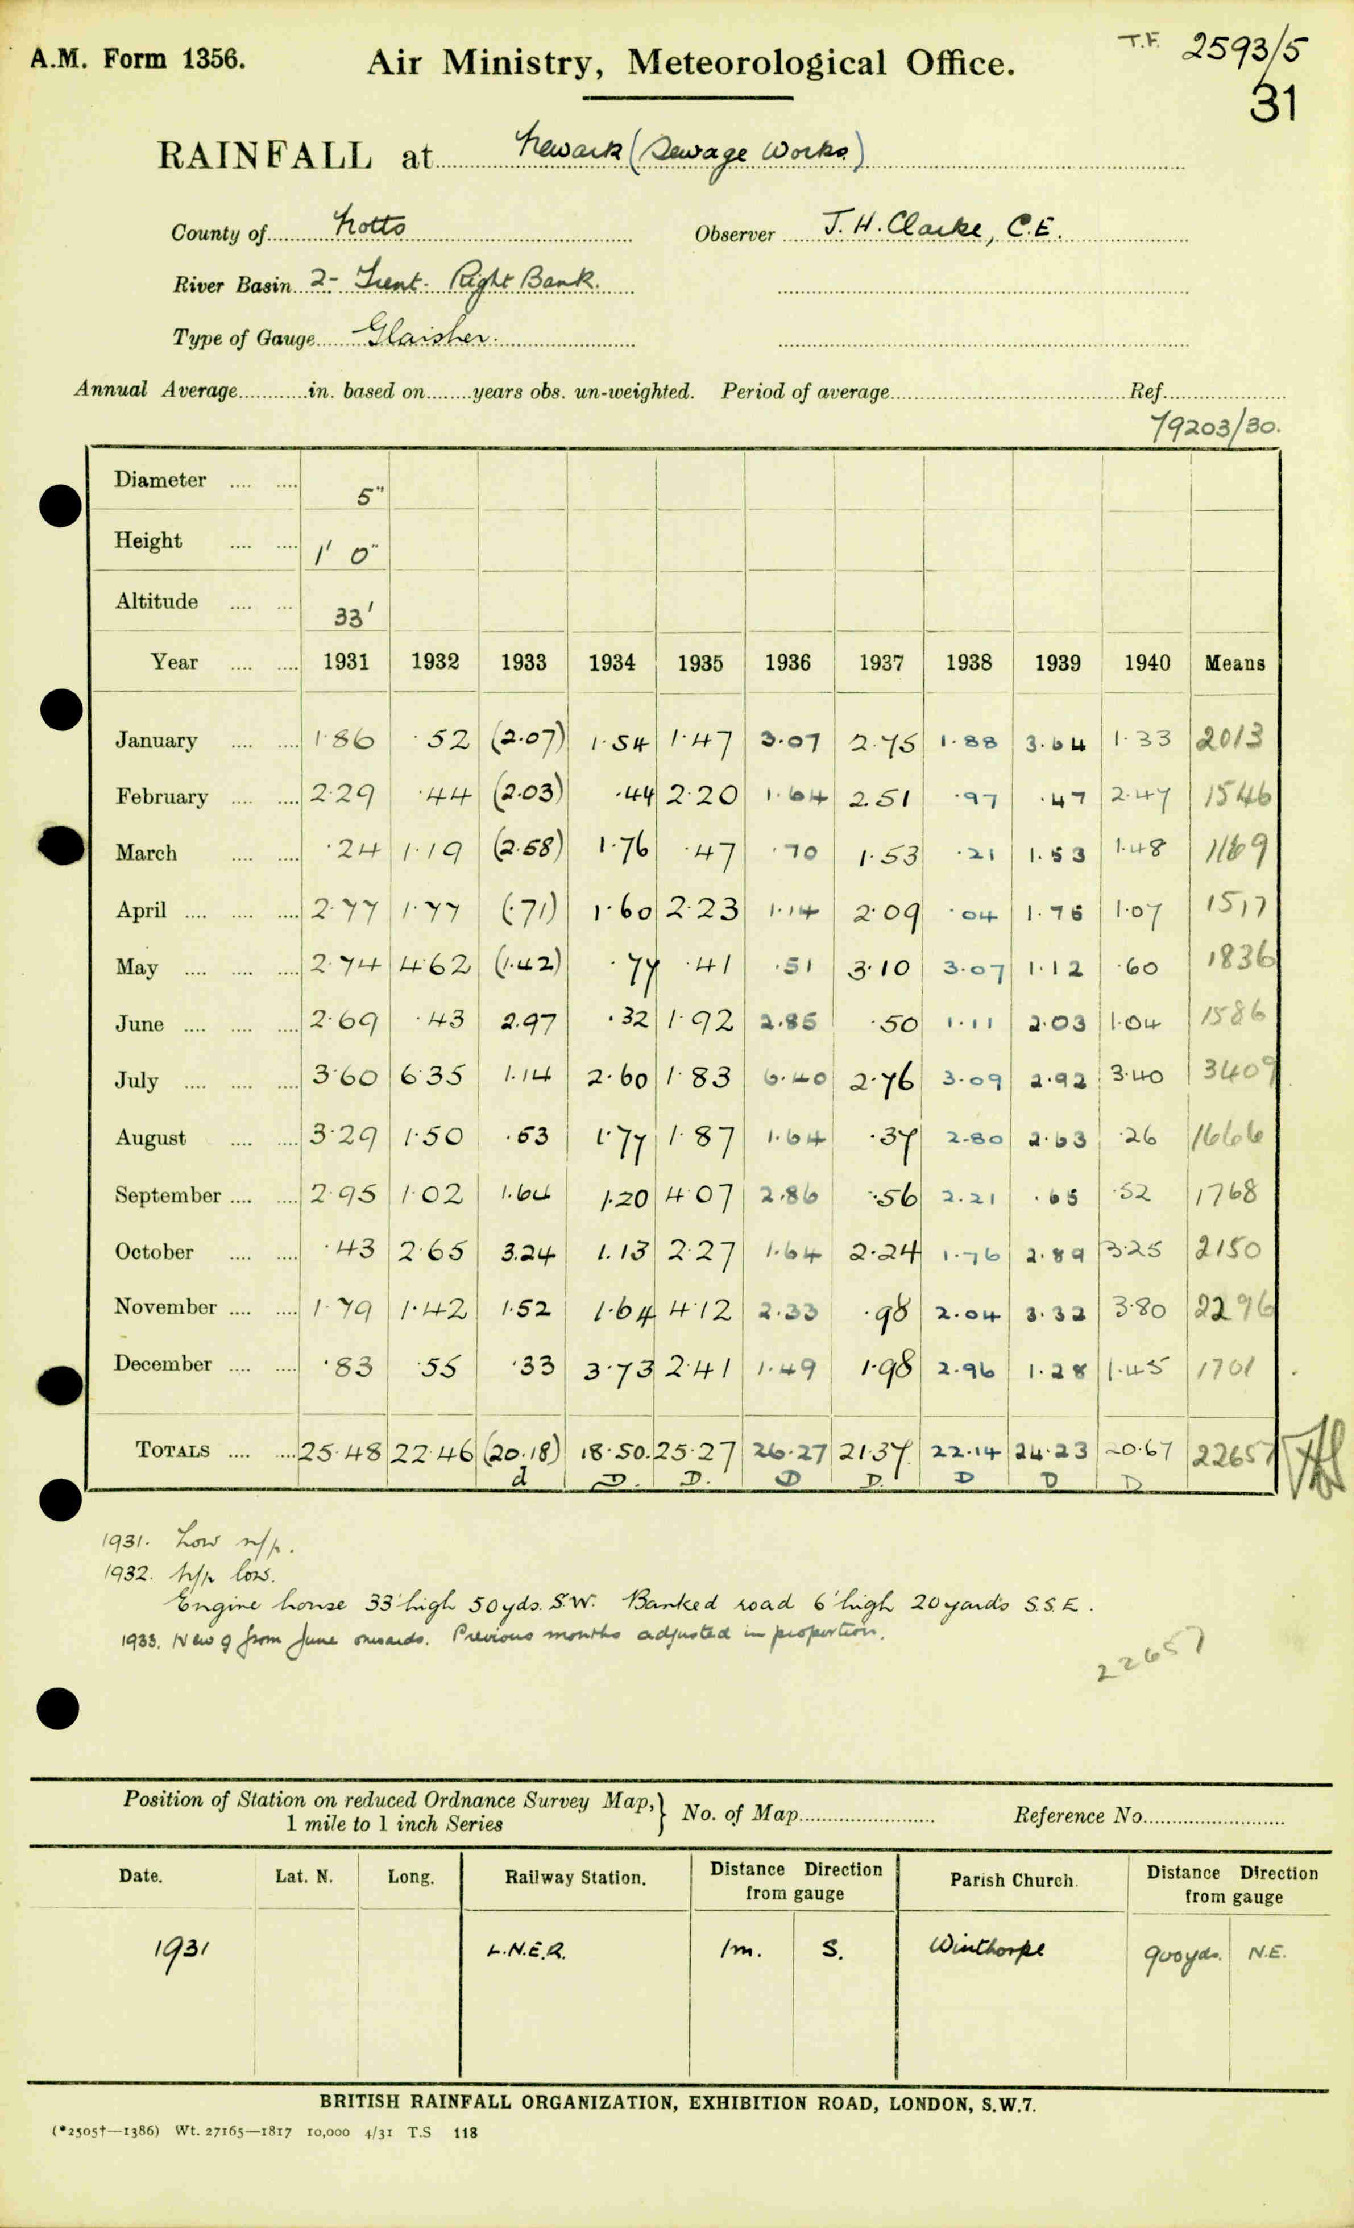 A.M. Form 1356. Air Ministry, Meteorological Office. T.F. 2593/5
31
RAINFALL at Newark (Sewage Works)
County of Notts Observer J. H. Clarke, C.E.
River Basin 2- Trent- Right Bank.
Type of Gauge Glaisher.
Annual Average in. based on years obs. un-weighted. Period of average Ref.
79203/30.
Diameter 5"
Height 1' 0"
Altitude 33'
Year 1931 1932 1933 1934 1935 1936 1937 1938 1939 1940 Means
January 1.86 .52 (2.07) 1.54 1.47 3.07 2.75 1.88 3.64 1.33 2013
February 2.29 .44 (2.03) .44 2.20 1.64 2.51 .97 .47 2.47 1546
March .24 1.19 (2.58) 1.76 .47 .70 1.53 .21 1.53 1.48 1169
April 2.77 1.77 (.71) 1.60 2.23 1.14 2.09 .04 1.75 1.07 1517
May 2.74 4.62 (1.42) .77 .41 .51 3.10 3.07 1.12 .60 1836
June 2.69 .43 2.97 .32 1.92 2.85 .50 1.11 2.03 1.04 1586
July 3.60 6.35 1.14 2.60 1.83 6.40 2.76 3.09 2.92 3.40 3409
August 3.29 1.50 .53 1.77 1.87 1.64 .37 2.80 2.63 .26 1666
September 2.95 1.02 1.64 1.20 4.07 2.86 .56 2.21 .65 .52 1768
October .43 2.65 3.24 1.13 2.27 1.64 2.24 1.76 2.89 3.25 2150
November 1.79 1.42 1.52 1.64 4.12 2.33 .98 2.04 3.32 3.80 2296
December .83 .55 .33 3.73 2.41 1.49 1.98 2.96 1.28 1.45 1701
TOTALS 25.48 22.46 (20.18) 18.50. 25.27 26.27 21.37 22.14 24.23 20.67 22657
d D. D. D D. D D D
1931. Low n/p.
1932. N/p low.
Engine house 33' high 50 yds. S.W. Banked road 6' high 20 yards S.S.E.
1933. New g from June onwards. Previous months adjusted in proportion.
22657
Position of Station on reduced Ordnance Survey Map,} No. of Map Reference No.
1 mile to 1 inch Series
Date. Lat. N. Long. Railway Station. Distance Direction from gauge Parish Church. Distance Direction from gauge
1931 L.N.E.R. 1m. S. Winthorpe 900yds. N.E.
BRITISH RAINFALL ORGANIZATION, EXHIBITION ROAD, LONDON, S.W.7.
(*2505†—1386) Wt. 27165—1817 10,000 4/31 T.S 118